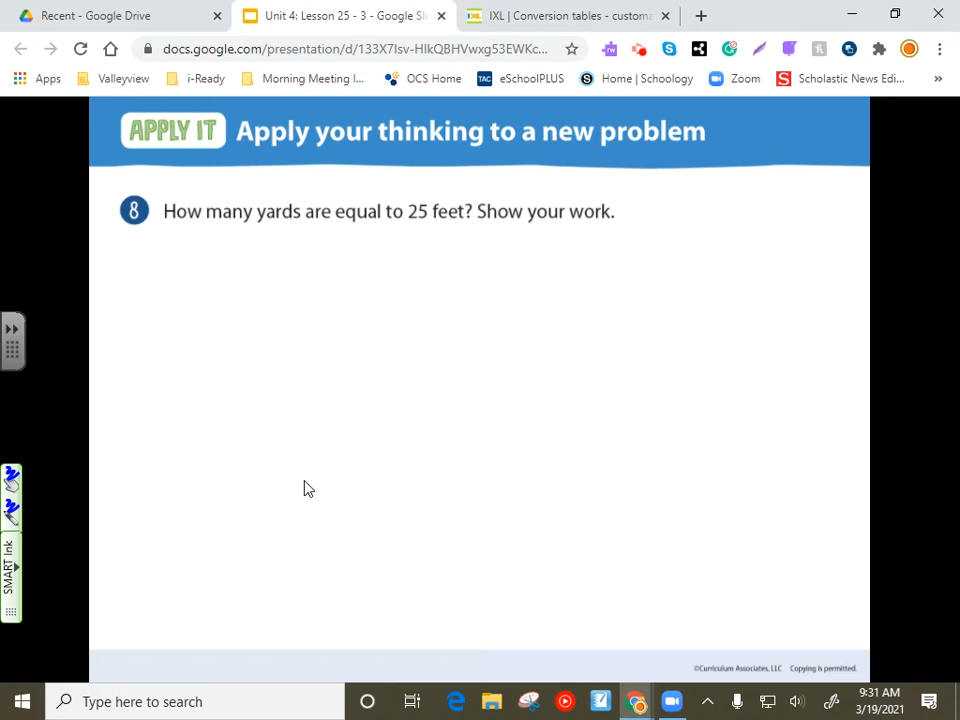 Recent - Google Drive
Unit 4: Lesson 25 - 3 - Google Sli
IXL | Conversion tables - custom
docs.google.com/presentation/d/133X7Isv-HIkQBHVwxg53EWKc...
Apps
Valleyview
i-Ready
Morning Meeting I...
OCS Home
TAC
eSchoolPLUS
S
Home | Schoology
Zoom
S
Scholastic News Edi...
»
APPLY IT
Apply your thinking to a new problem
8
How many yards are equal to 25 feet? Show your work.
SMART Ink
©Curriculum Associates, LLC Copying is permitted.
Type here to search
9:31 AM
3/19/2021